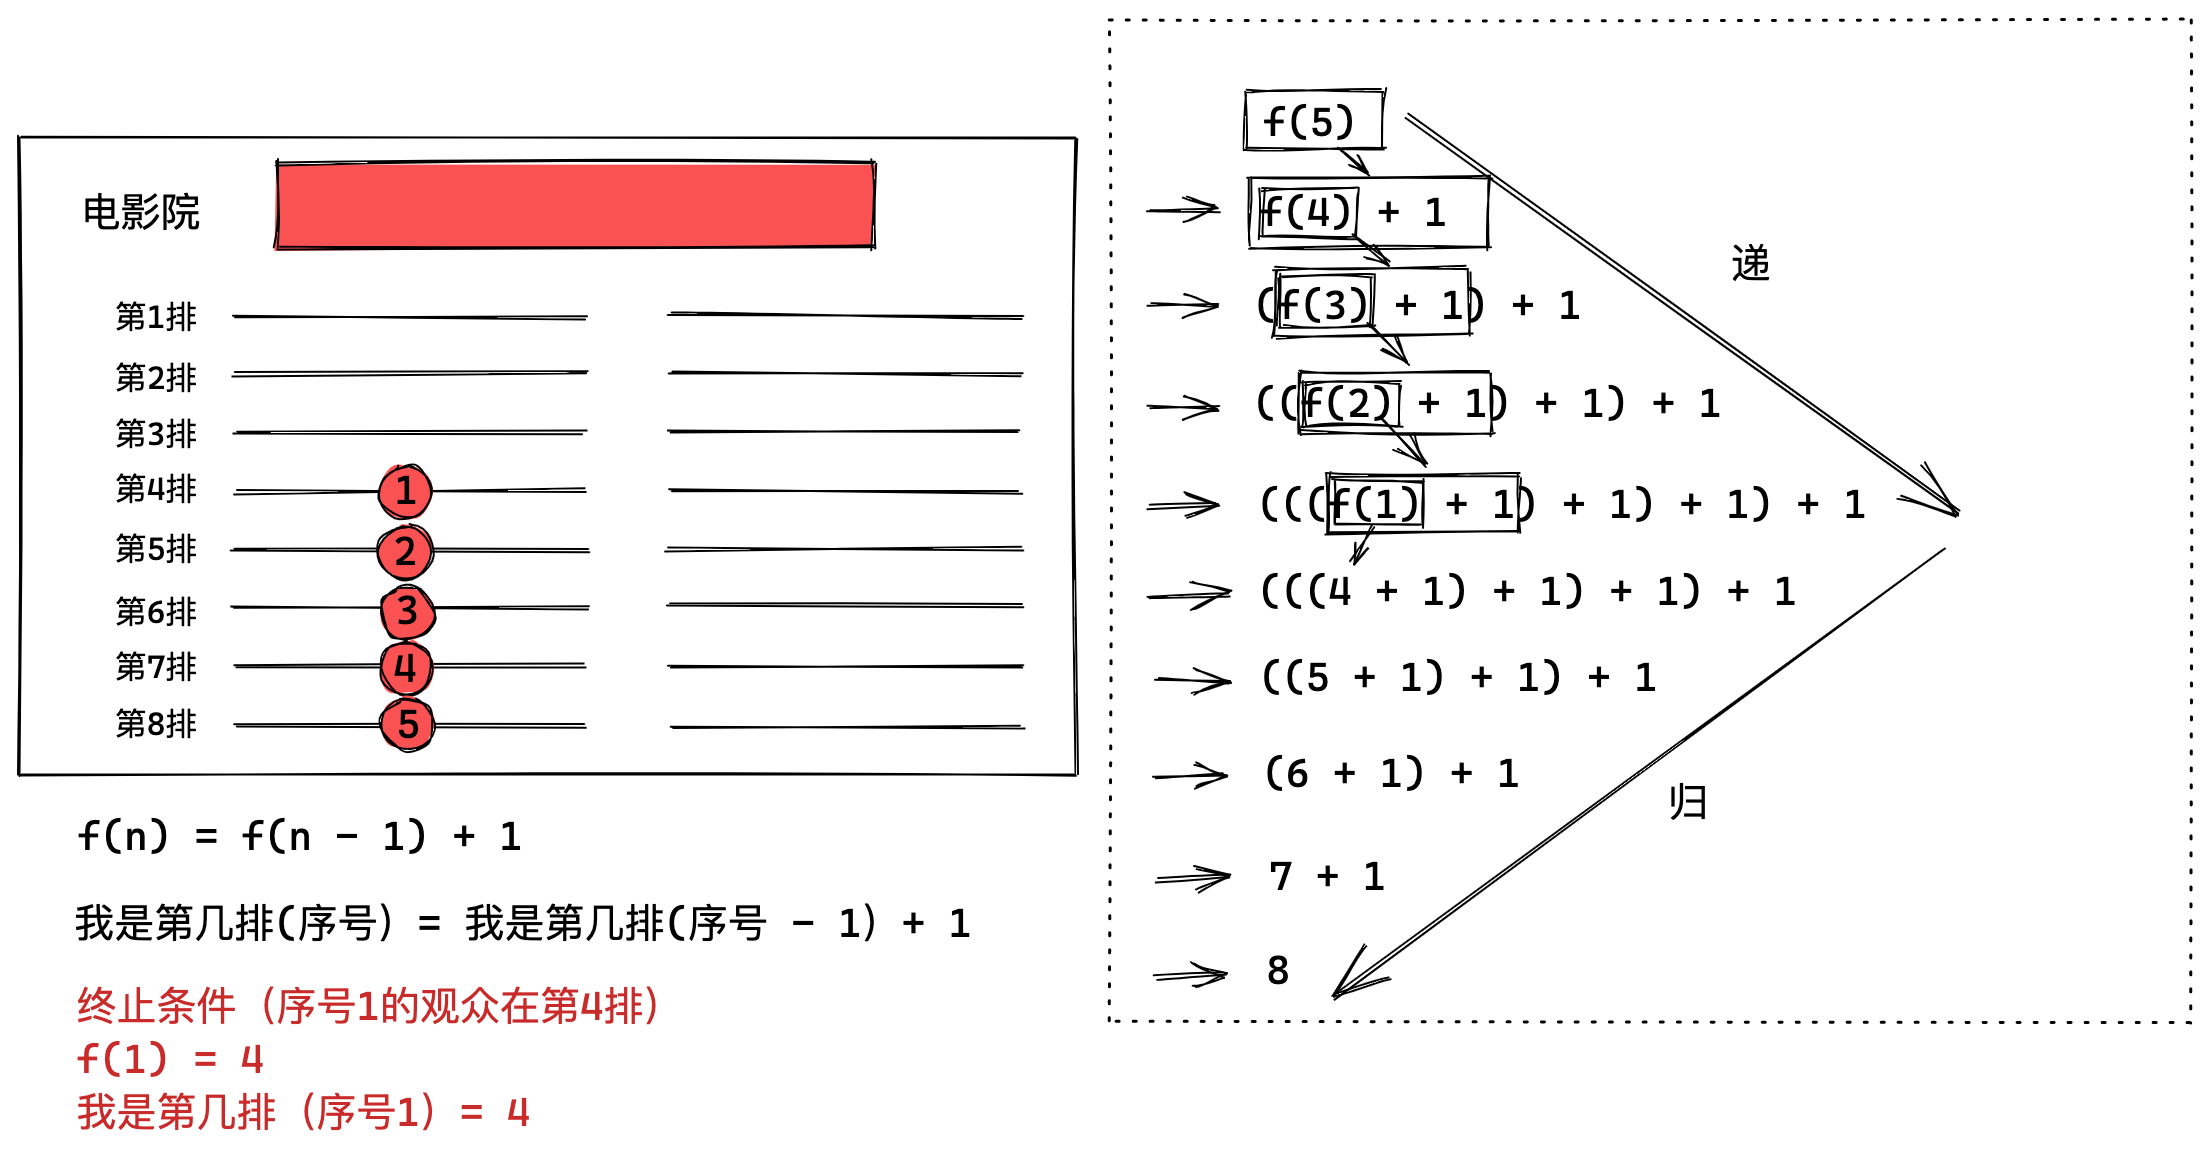 电影院
第1排
第2排
第3排
第4排 1
第5排 2
第6排 3
第7排 4
第8排 5
f(n) = f(n - 1) + 1
我是第几排(序号) = 我是第几排(序号 - 1) + 1
终止条件 (序号1的观众在第4排)
f(1) = 4
我是第几排 (序号1) = 4
f(5)
f(4) + 1
(f(3) + 1) + 1
((f(2) + 1) + 1) + 1
(((f(1) + 1) + 1) + 1) + 1
(((4 + 1) + 1) + 1) + 1
((5 + 1) + 1) + 1
(6 + 1) + 1
7 + 1
8
递
归